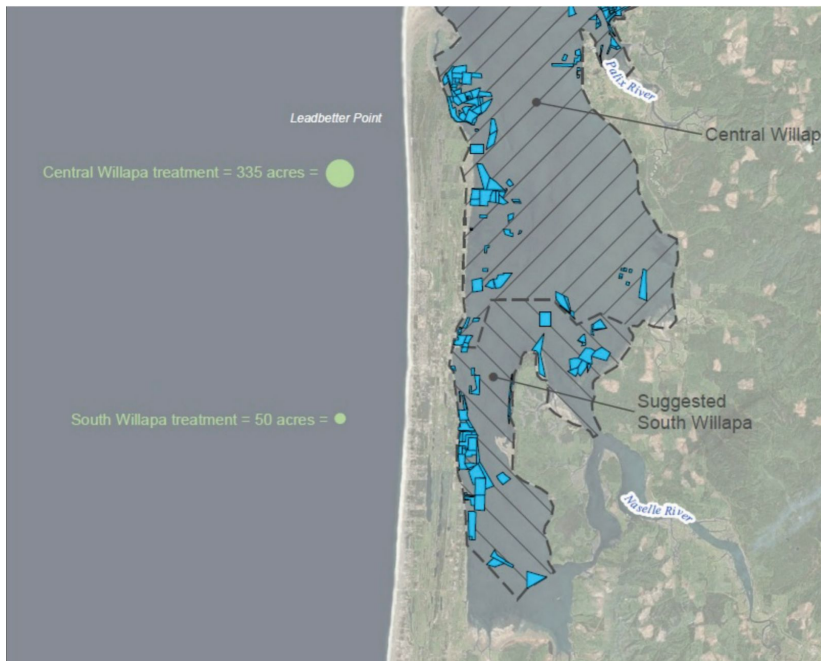 Palix River
Leadbetter Point
Central Willap
Central Willapa treatment = 335 acres =
Suggested
South Willapa
South Willapa treatment = 50 acres =
Naselle River